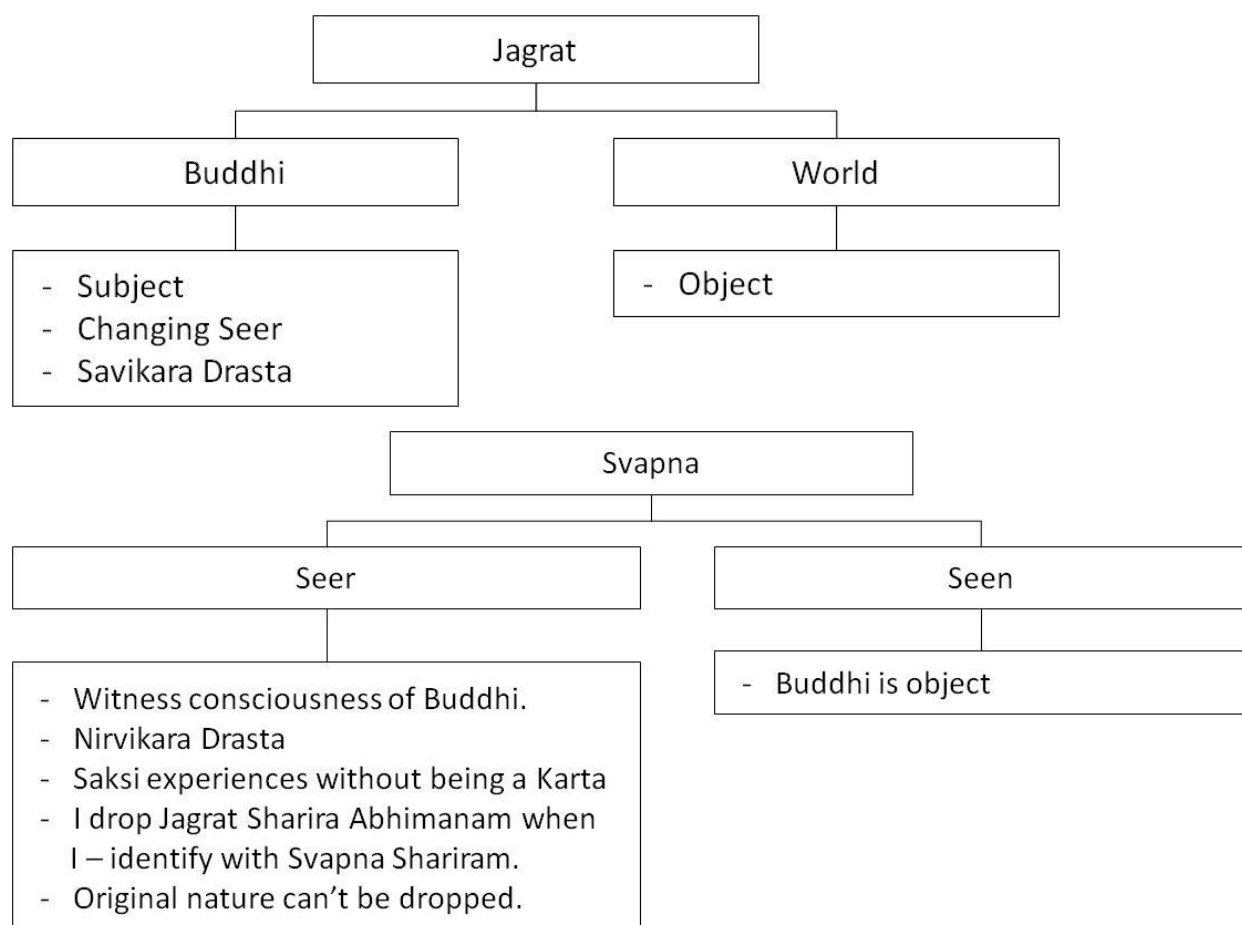 Jagrat
Buddhi
World
- Subject
- Changing Seer
- Savikara Drasta
- Object
Svapna
Seer
Seen
- Witness consciousness of Buddhi.
- Nirvikara Drasta
- Saksi experiences without being a Karta
- I drop Jagrat Sharira Abhimanam when
I – identify with Svapna Shariram.
- Original nature can’t be dropped.
- Buddhi is object